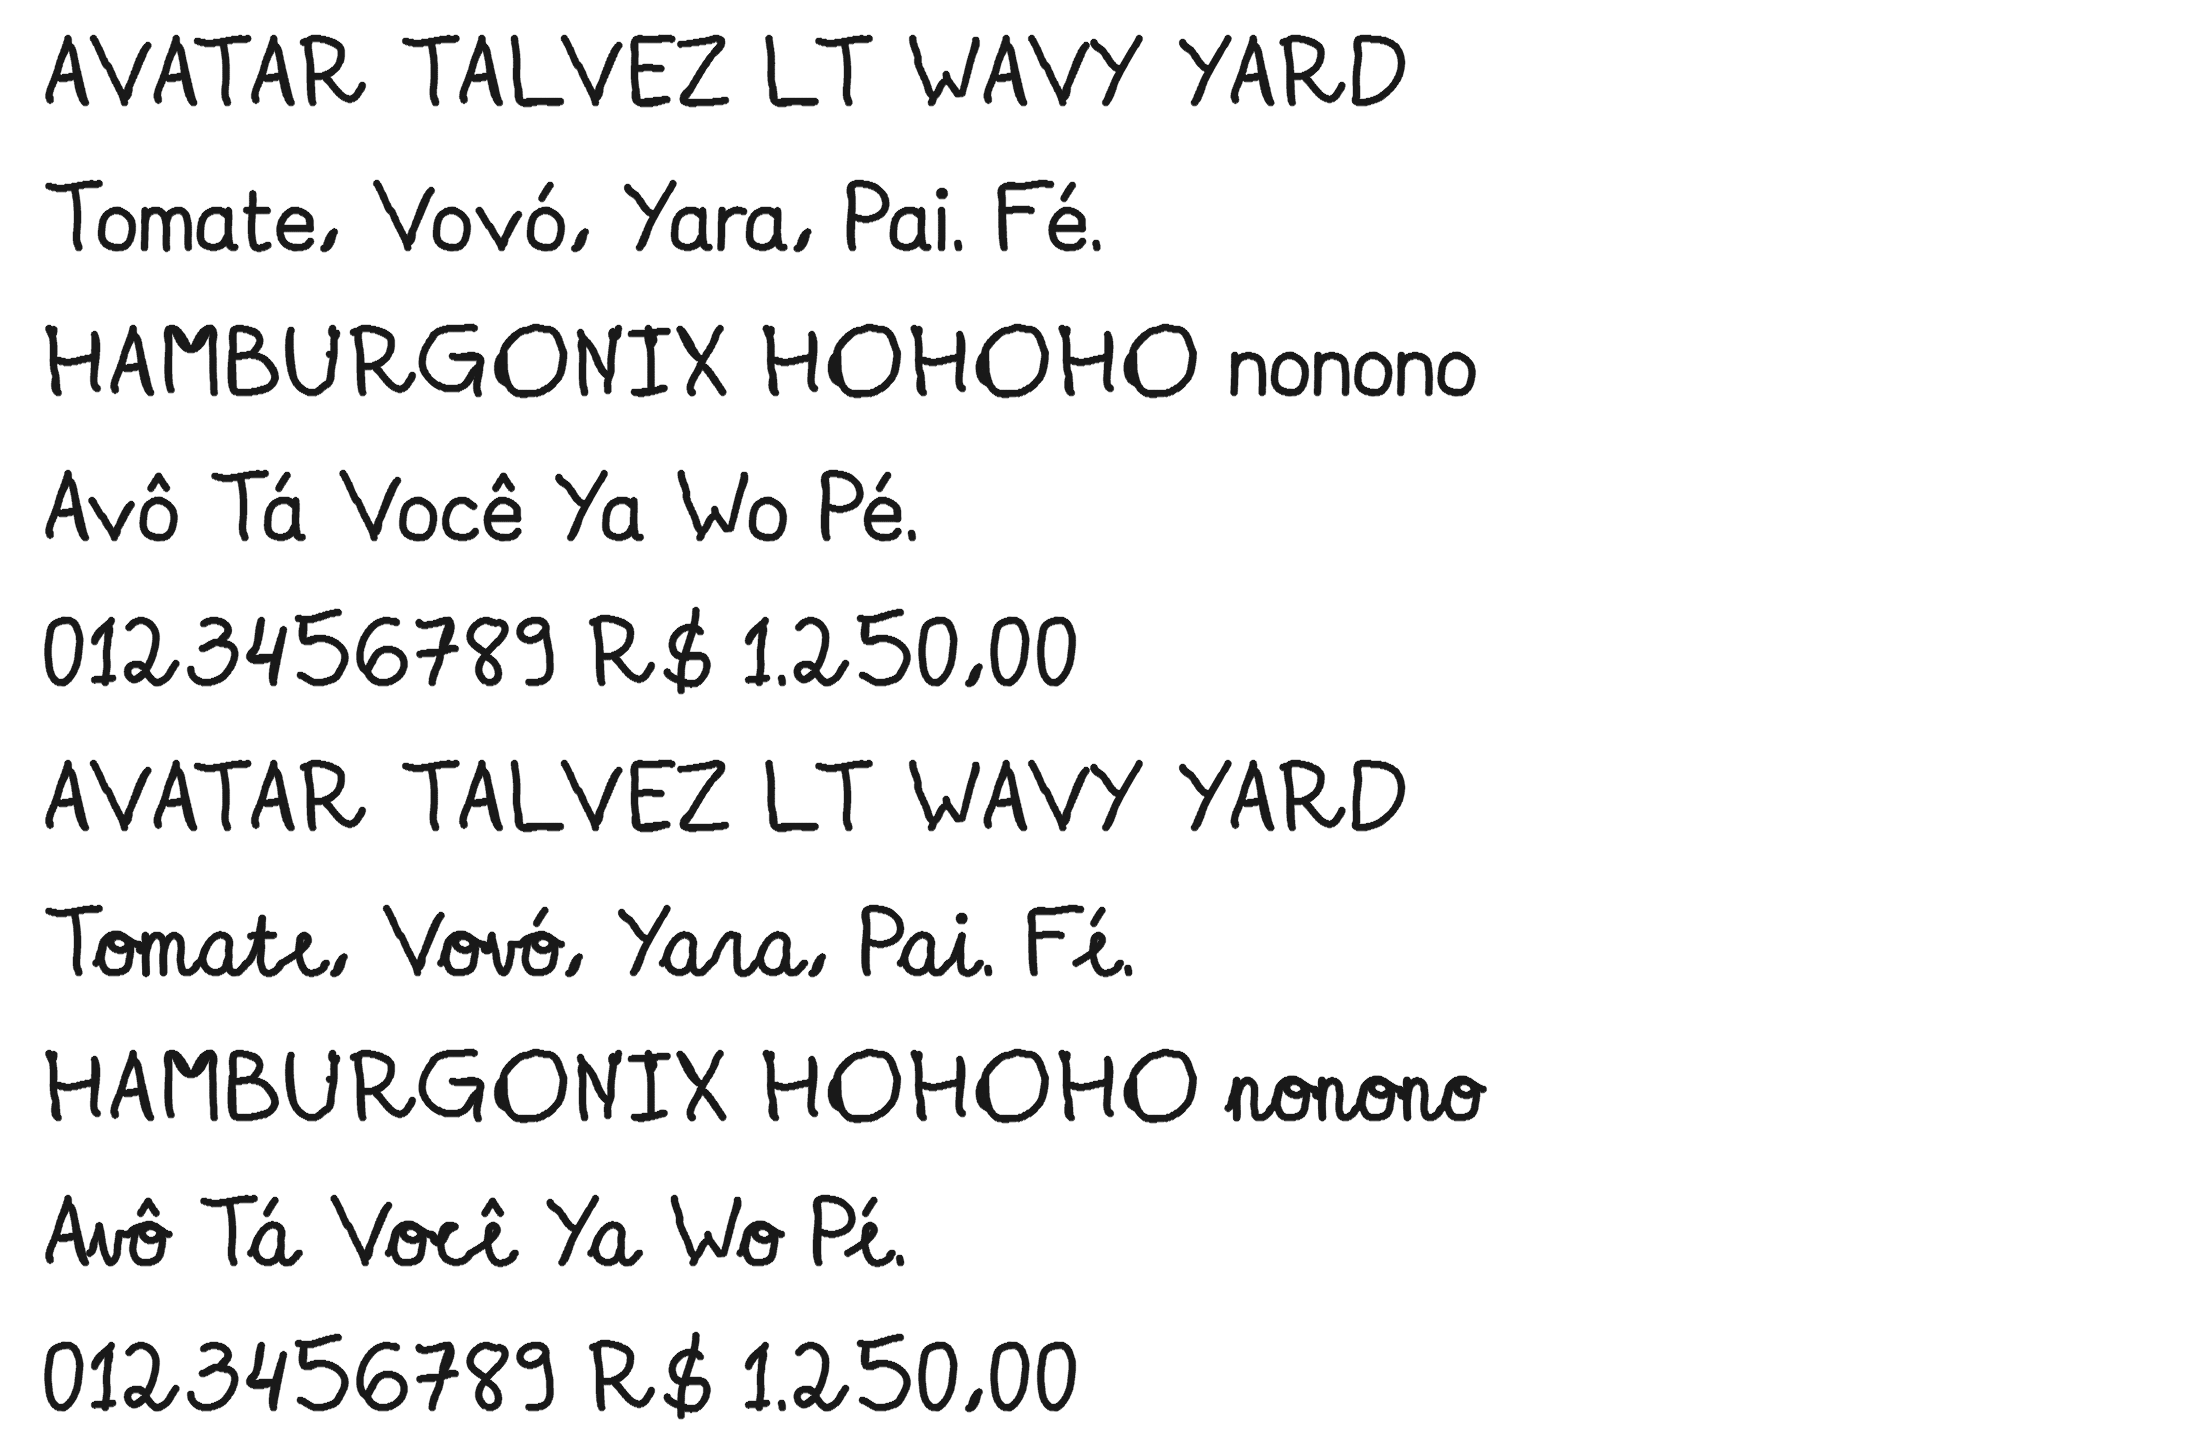 AVATAR TALVEZ LT WAVY YARD
Tomate, Vovó, Yara, Pai. Fé.
HAMBURGONIX HOHOHO nonono
Avô Tá Você Ya Wo Pé.
0123456789 R$ 1.250,00
AVATAR TALVEZ LT WAVY YARD
Tomate, Vovó, Yara, Pai. Fé.
HAMBURGONIX HOHOHO nonono
Avô Tá Você Ya Wo Pé.
0123456789 R$ 1.250,00